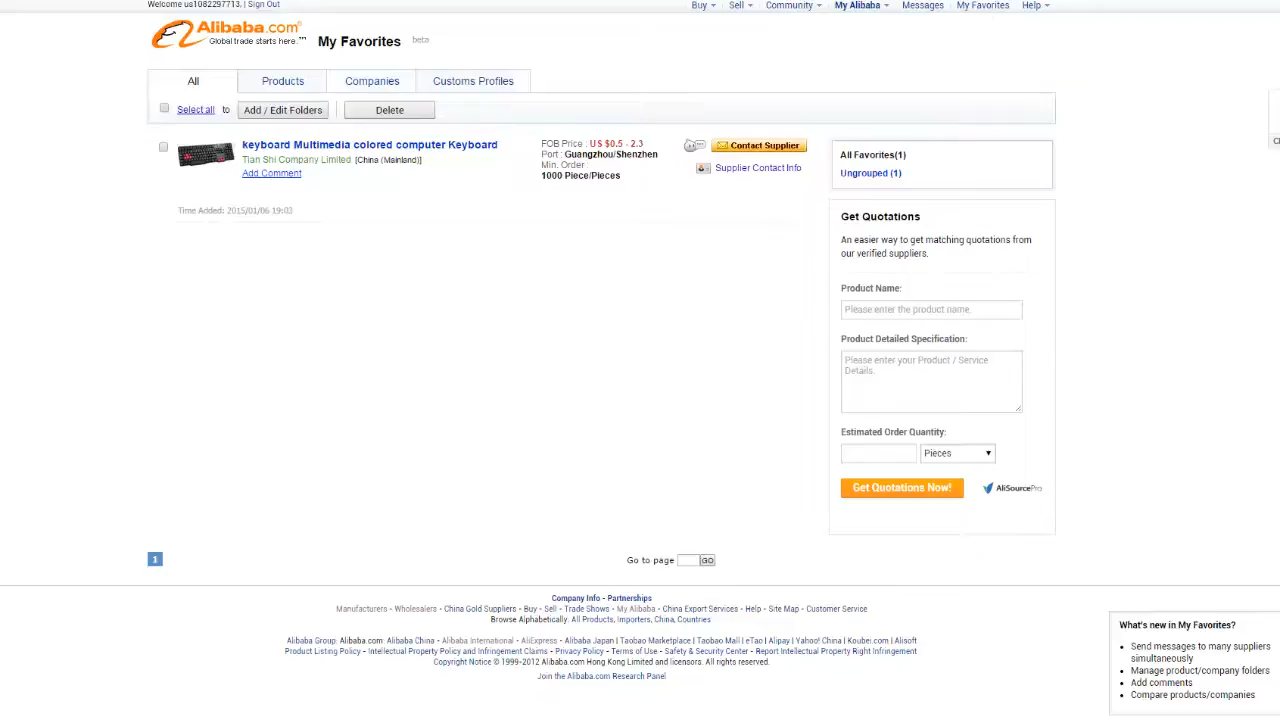 Welcome us1082297713, | Sign Out
Buy Sell Community My Alibaba Messages My Favorites Help
Alibaba.com
Global trade starts here.™
My Favorites beta
All Products Companies Customs Profiles
Select all to Add / Edit Folders Delete
keyboard Multimedia colored computer Keyboard
Tian Shi Company Limited [China (Mainland)]
Add Comment
FOB Price : US $0.5 - 2.3
Port : Guangzhou/Shenzhen
Min. Order
1000 Piece/Pieces
Contact Supplier
Supplier Contact Info
Time Added: 2015/01/06 19:03
All Favorites(1)
Ungrouped (1)
Get Quotations
An easier way to get matching quotations from
our verified suppliers.
Product Name:
Please enter the product name.
Product Detailed Specification:
Please enter your Product / Service
Details.
Estimated Order Quantity:
Pieces
Get Quotations Now! AliSourcePro
1
Go to page GO
Company Info - Partnerships
Manufacturers - Wholesalers - China Gold Suppliers - Buy - Sell - Trade Shows - My Alibaba - China Export Services - Help - Site Map - Customer Service
Browse Alphabetically: All Products, Importers, China, Countries
Alibaba Group: Alibaba.com: Alibaba China - Alibaba International - AliExpress - Alibaba Japan | Taobao Marketplace | Taobao Mall | eTao | Alipay | Yahoo! China | Koubei.com | Alisoft
Product Listing Policy - Intellectual Property Policy and Infringement Claims - Privacy Policy - Terms of Use - Safety & Security Center - Report Intellectual Property Right Infringement
Copyright Notice © 1999-2012 Alibaba.com Hong Kong Limited and licensors. All rights reserved.
Join the Alibaba.com Research Panel
What's new in My Favorites?
Send messages to many suppliers
simultaneously
Manage product/company folders
Add comments
Compare products/companies